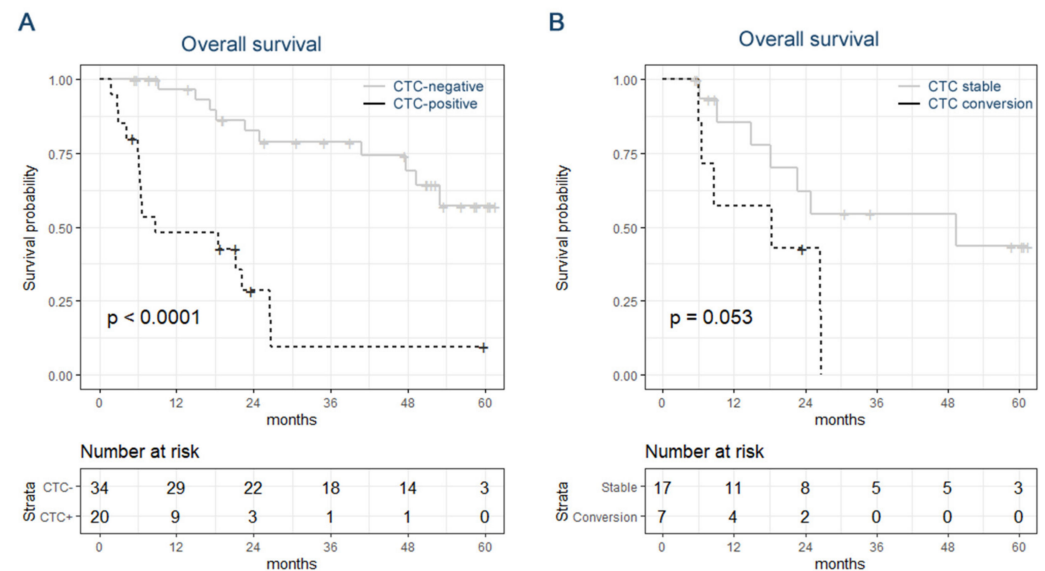 A
Overall survival
CTC-negative
CTC-positive
Survival probability
1.00
0.75
0.50
0.25
0.00
p < 0.0001
0 12 24 36 48 60
months
Number at risk
Strata
CTC- 34 29 22 18 14 3
CTC+ 20 9 3 1 1 0
0 12 24 36 48 60
months
B
Overall survival
CTC stable
CTC conversion
Survival probability
1.00
0.75
0.50
0.25
0.00
p = 0.053
0 12 24 36 48 60
months
Number at risk
Strata
Stable 17 11 8 5 5 3
Conversion 7 4 2 0 0 0
0 12 24 36 48 60
months